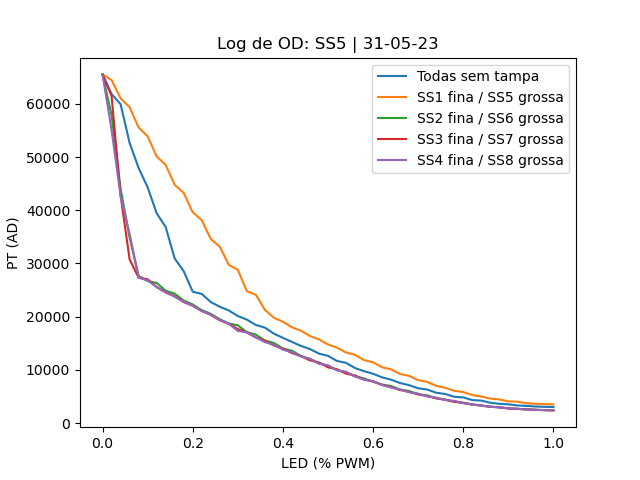 Log de OD: SS5 | 31-05-23
Todas sem tampa
SS1 fina / SS5 grossa
SS2 fina / SS6 grossa
SS3 fina / SS7 grossa
SS4 fina / SS8 grossa
PT (AD)
60000
50000
40000
30000
20000
10000
0
0.0 0.2 0.4 0.6 0.8 1.0
LED (% PWM)